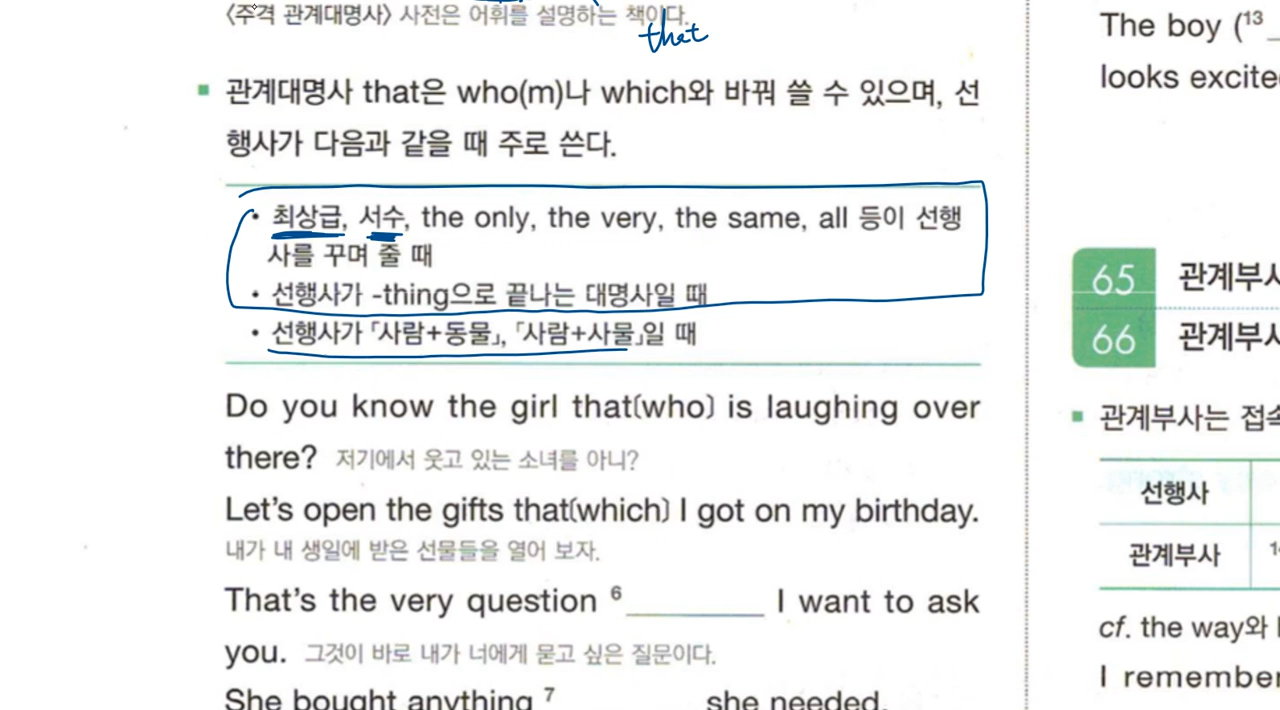 〈주격 관계대명사〉 사전은 어휘를 설명하는 책이다.
that
▪ 관계대명사 that은 who(m)나 which와 바꿔 쓸 수 있으며, 선
행사가 다음과 같을 때 주로 쓴다.
• 최상급, 서수, the only, the very, the same, all 등이 선행
사를 꾸며 줄 때
• 선행사가 -thing으로 끝나는 대명사일 때
• 선행사가 「사람+동물」, 「사람+사물」일 때
Do you know the girl that(who) is laughing over
there? 저기에서 웃고 있는 소녀를 아니?
Let's open the gifts that(which) I got on my birthday.
내가 내 생일에 받은 선물들을 열어 보자.
That's the very question 6 ________ I want to ask
you. 그것이 바로 내가 너에게 묻고 싶은 질문이다.
She bought anything 7 ________ she needed.
The boy (13
looks excite
65 관계부사
66 관계부사
▪ 관계부사는 접속
선행사
관계부사
cf. the way와
I remember